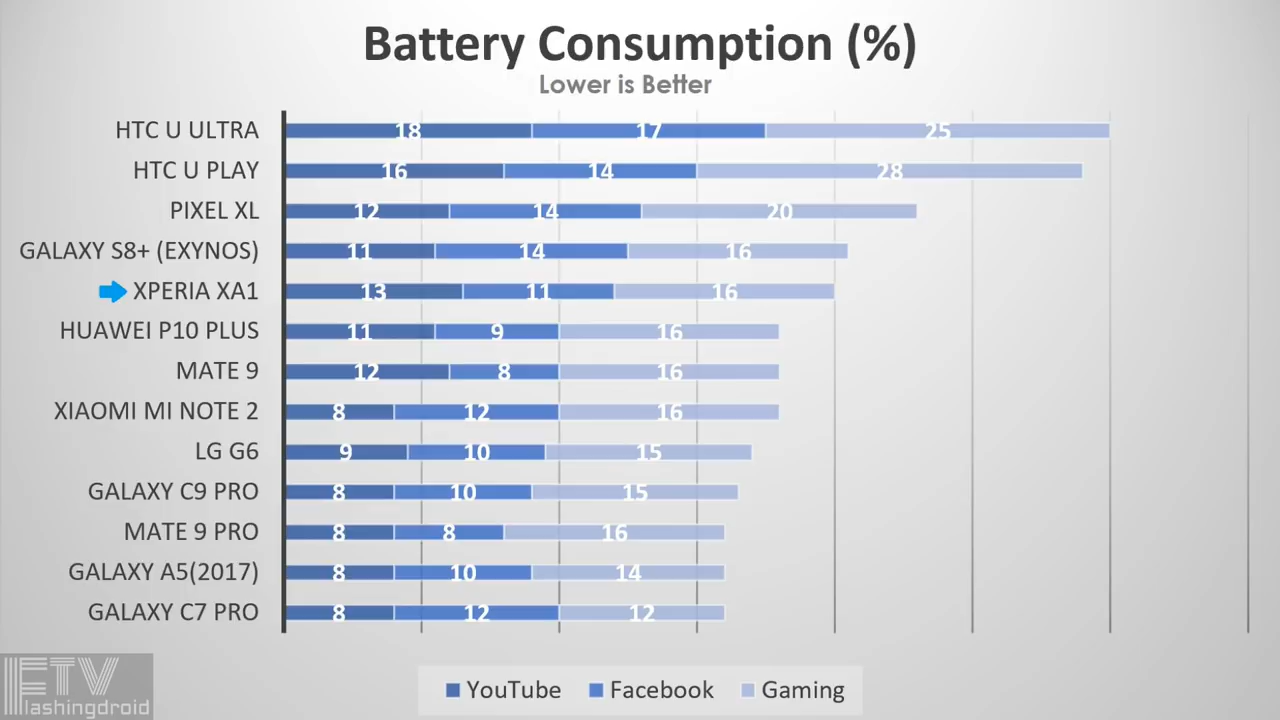 Battery Consumption (%)
Lower is Better
HTC U ULTRA 18 17 25
HTC U PLAY 16 14 28
PIXEL XL 12 14 20
GALAXY S8+ (EXYNOS) 11 14 16
XPERIA XA1 13 11 16
HUAWEI P10 PLUS 11 9 16
MATE 9 12 8 16
XIAOMI MI NOTE 2 8 12 16
LG G6 9 10 15
GALAXY C9 PRO 8 10 15
MATE 9 PRO 8 8 16
GALAXY A5(2017) 8 10 14
GALAXY C7 PRO 8 12 12
YouTube Facebook Gaming
FTV
lashingdroid